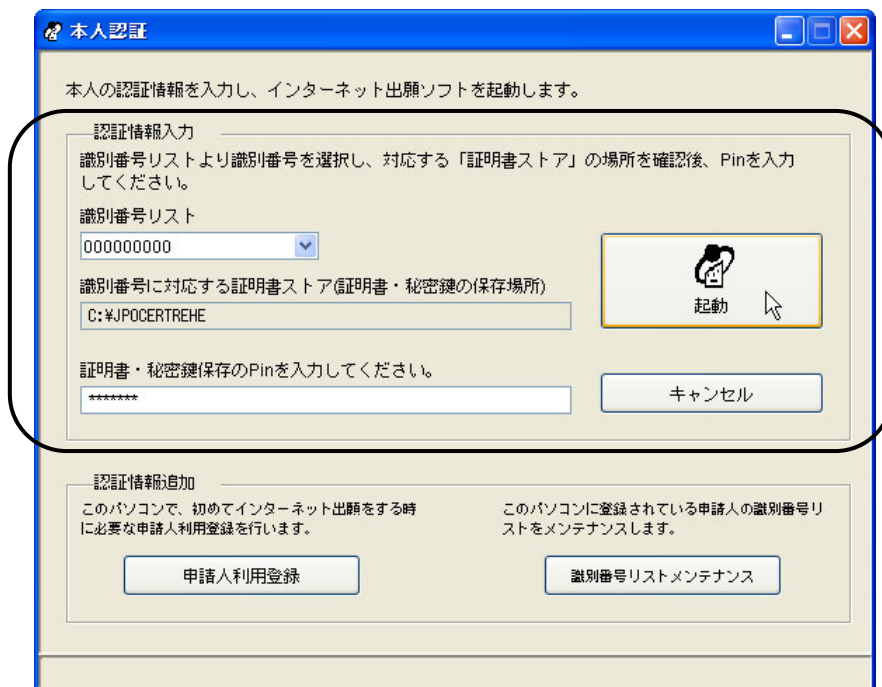 本人認証
本人の認証情報を入力し、インターネット出願ソフトを起動します。
認証情報入力
識別番号リストより識別番号を選択し、対応する「証明書ストア」の場所を確認後、Pinを入力
してください。
識別番号リスト
000000000
識別番号に対応する証明書ストア(証明書・秘密鍵の保存場所)
C:¥JPOCERTREHE
起動
証明書・秘密鍵保存のPinを入力してください。
*******
キャンセル
認証情報追加
このパソコンで、初めてインターネット出願をする時
に必要な申請人利用登録を行います。
申請人利用登録
このパソコンに登録されている申請人の識別番号リ
ストをメンテナンスします。
識別番号リストメンテナンス